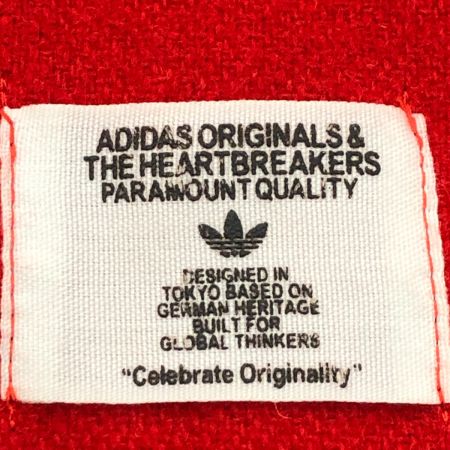 ADIDAS ORIGINALS &
THE HEARTBREAKERS
PARAMOUNT QUALITY
DESIGNED IN
TOKYO BASED ON
GERMAN HERITAGE
BUILT FOR
GLOBAL THINKERS
"Celebrate Originality"